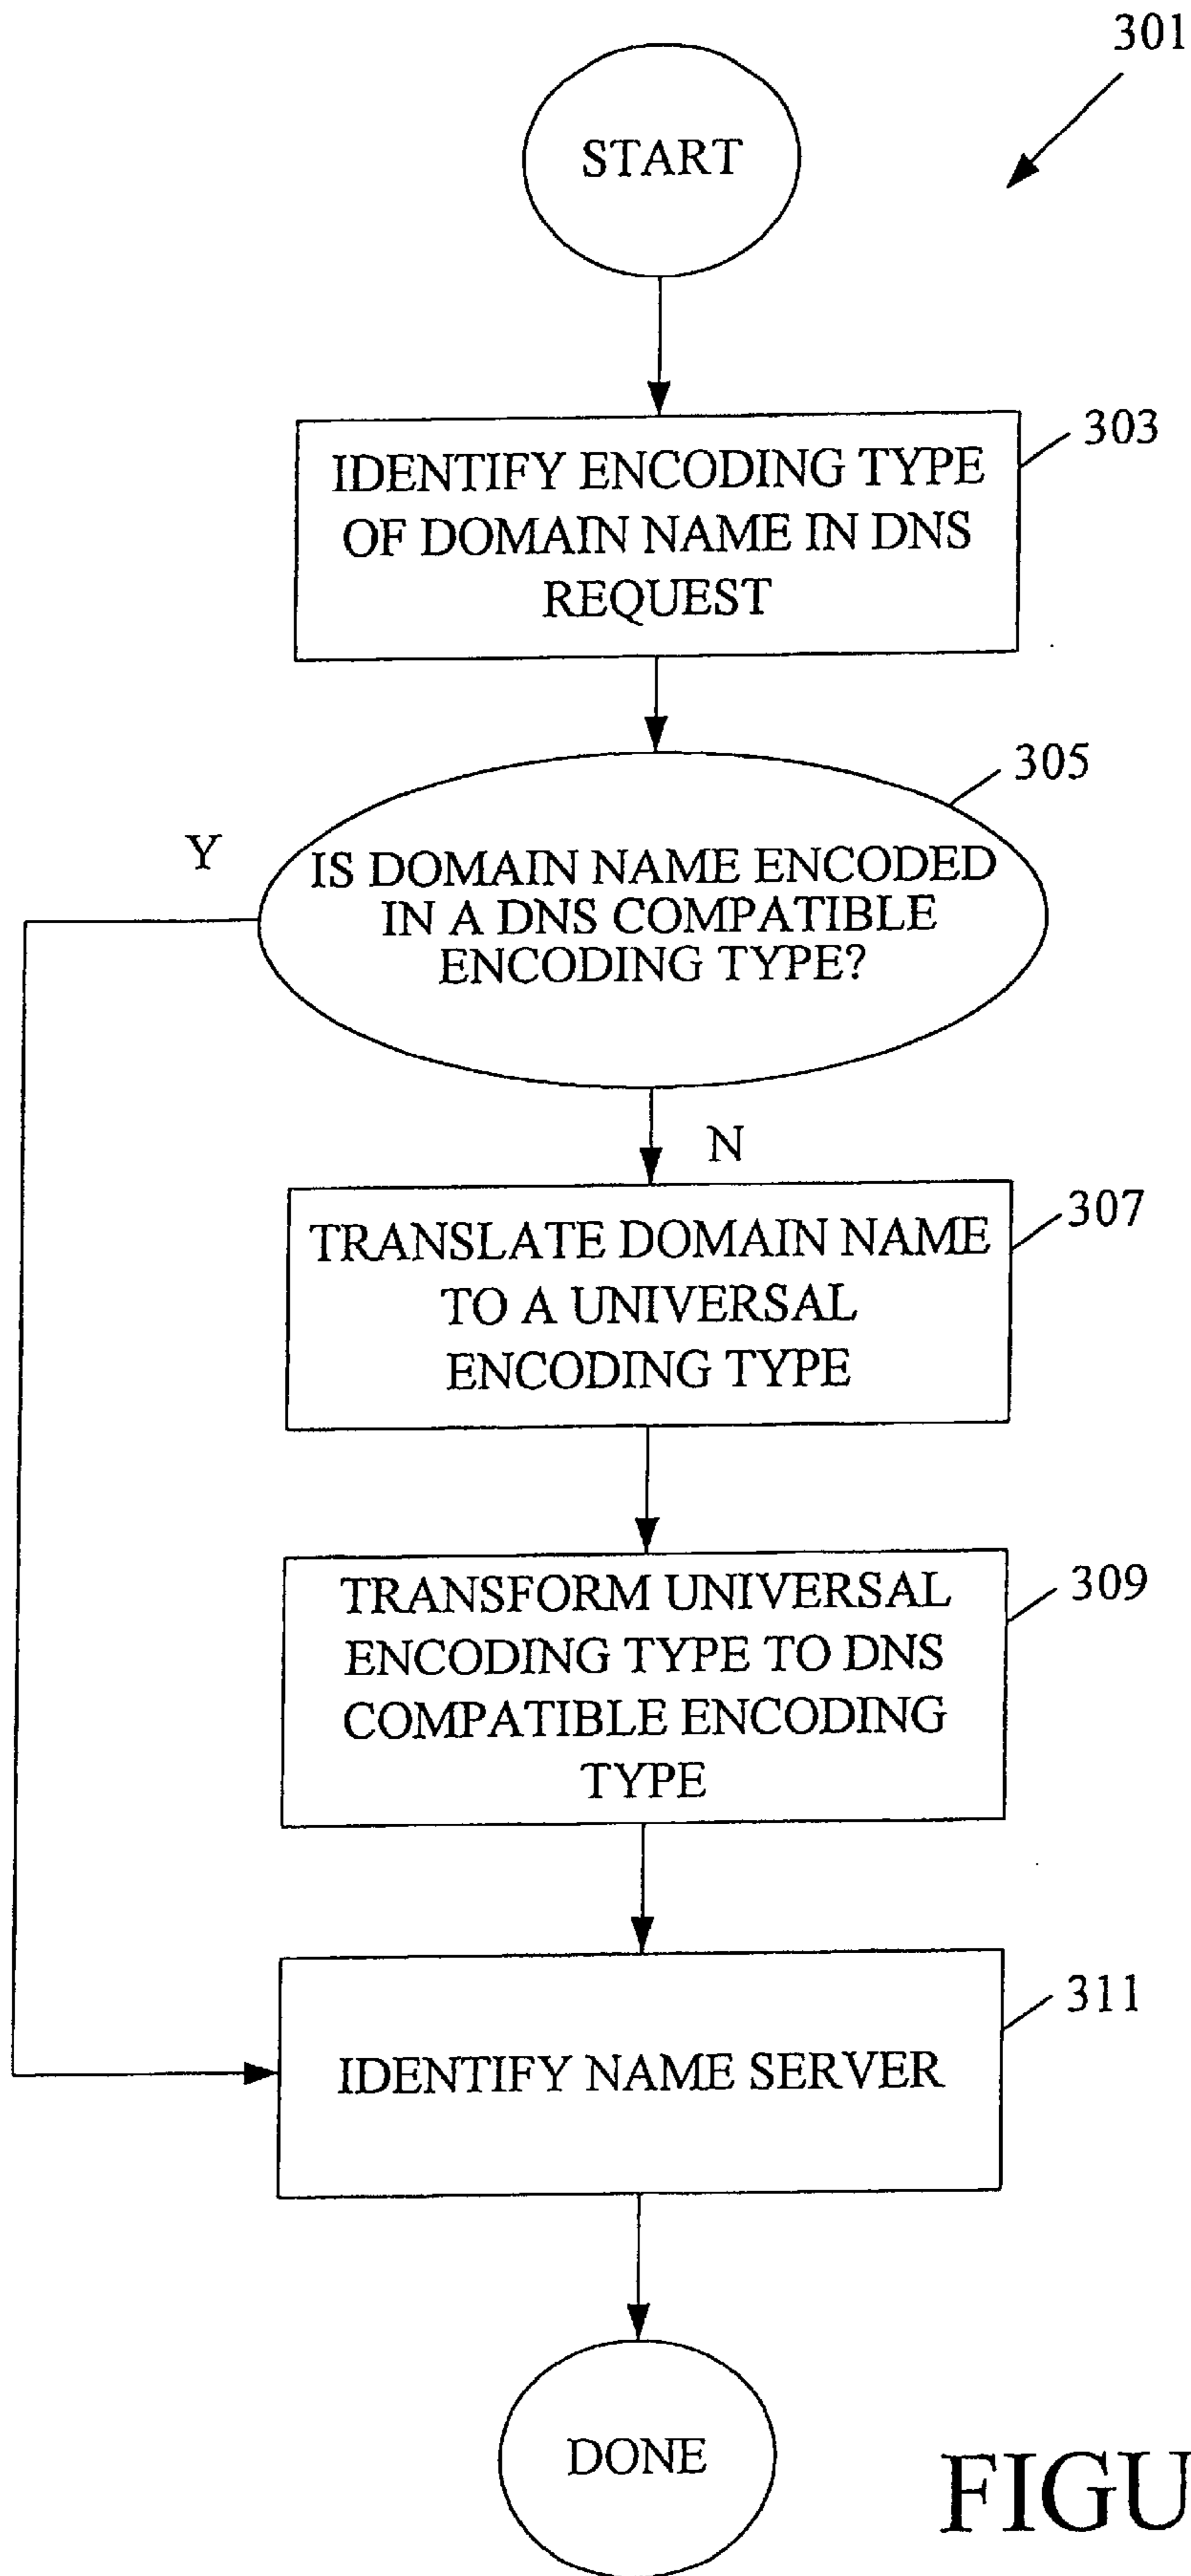 301
START
303
IDENTIFY ENCODING TYPE
OF DOMAIN NAME IN DNS
REQUEST
305
Y
IS DOMAIN NAME ENCODED
IN A DNS COMPATIBLE
ENCODING TYPE?
N
307
TRANSLATE DOMAIN NAME
TO A UNIVERSAL
ENCODING TYPE
309
TRANSFORM UNIVERSAL
ENCODING TYPE TO DNS
COMPATIBLE ENCODING
TYPE
311
IDENTIFY NAME SERVER
DONE
FIGU